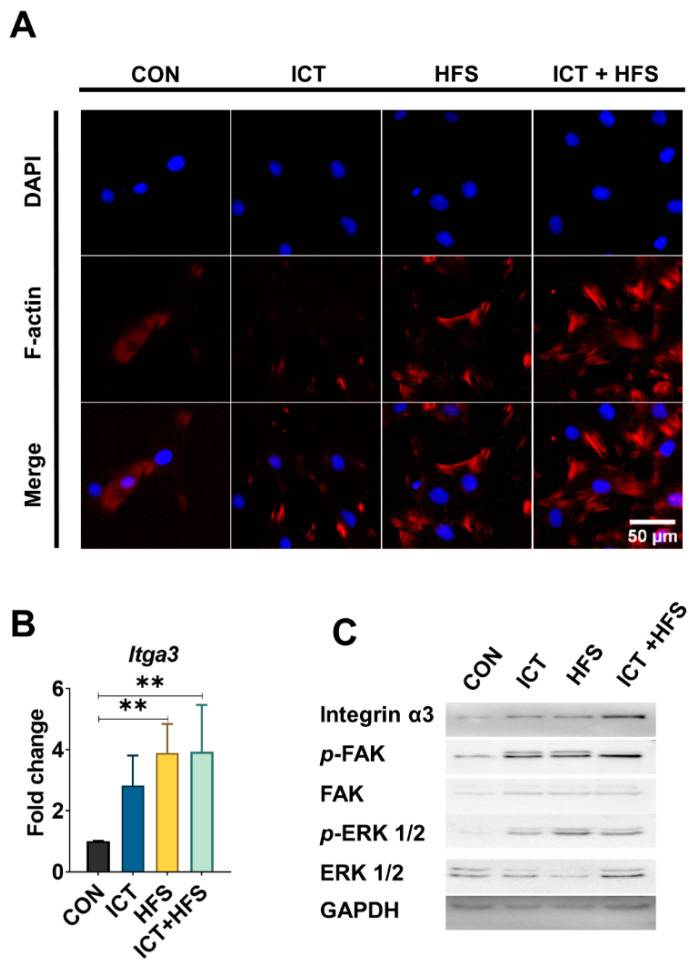 A
CON ICT HFS ICT + HFS
DAPI
F-actin
Merge
50 μm
B
Itga3
**
**
Fold change
6
4
2
0
CON
ICT
HFS
ICT+HFS
C
CON ICT HFS ICT +HFS
Integrin α3
p-FAK
FAK
p-ERK 1/2
ERK 1/2
GAPDH